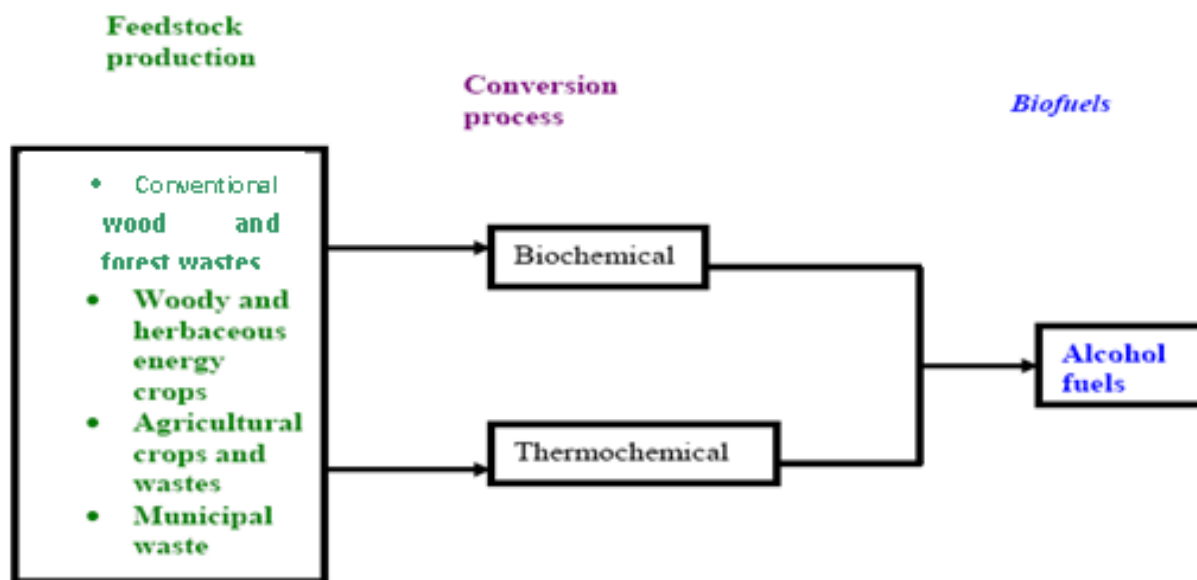 Feedstock
production
Conversion
process
Biofuels
• Conventional
wood and
forest wastes
• Woody and
herbaceous
energy
crops
• Agricultural
crops and
wastes
• Municipal
waste
Biochemical
Thermochemical
Alcohol
fuels